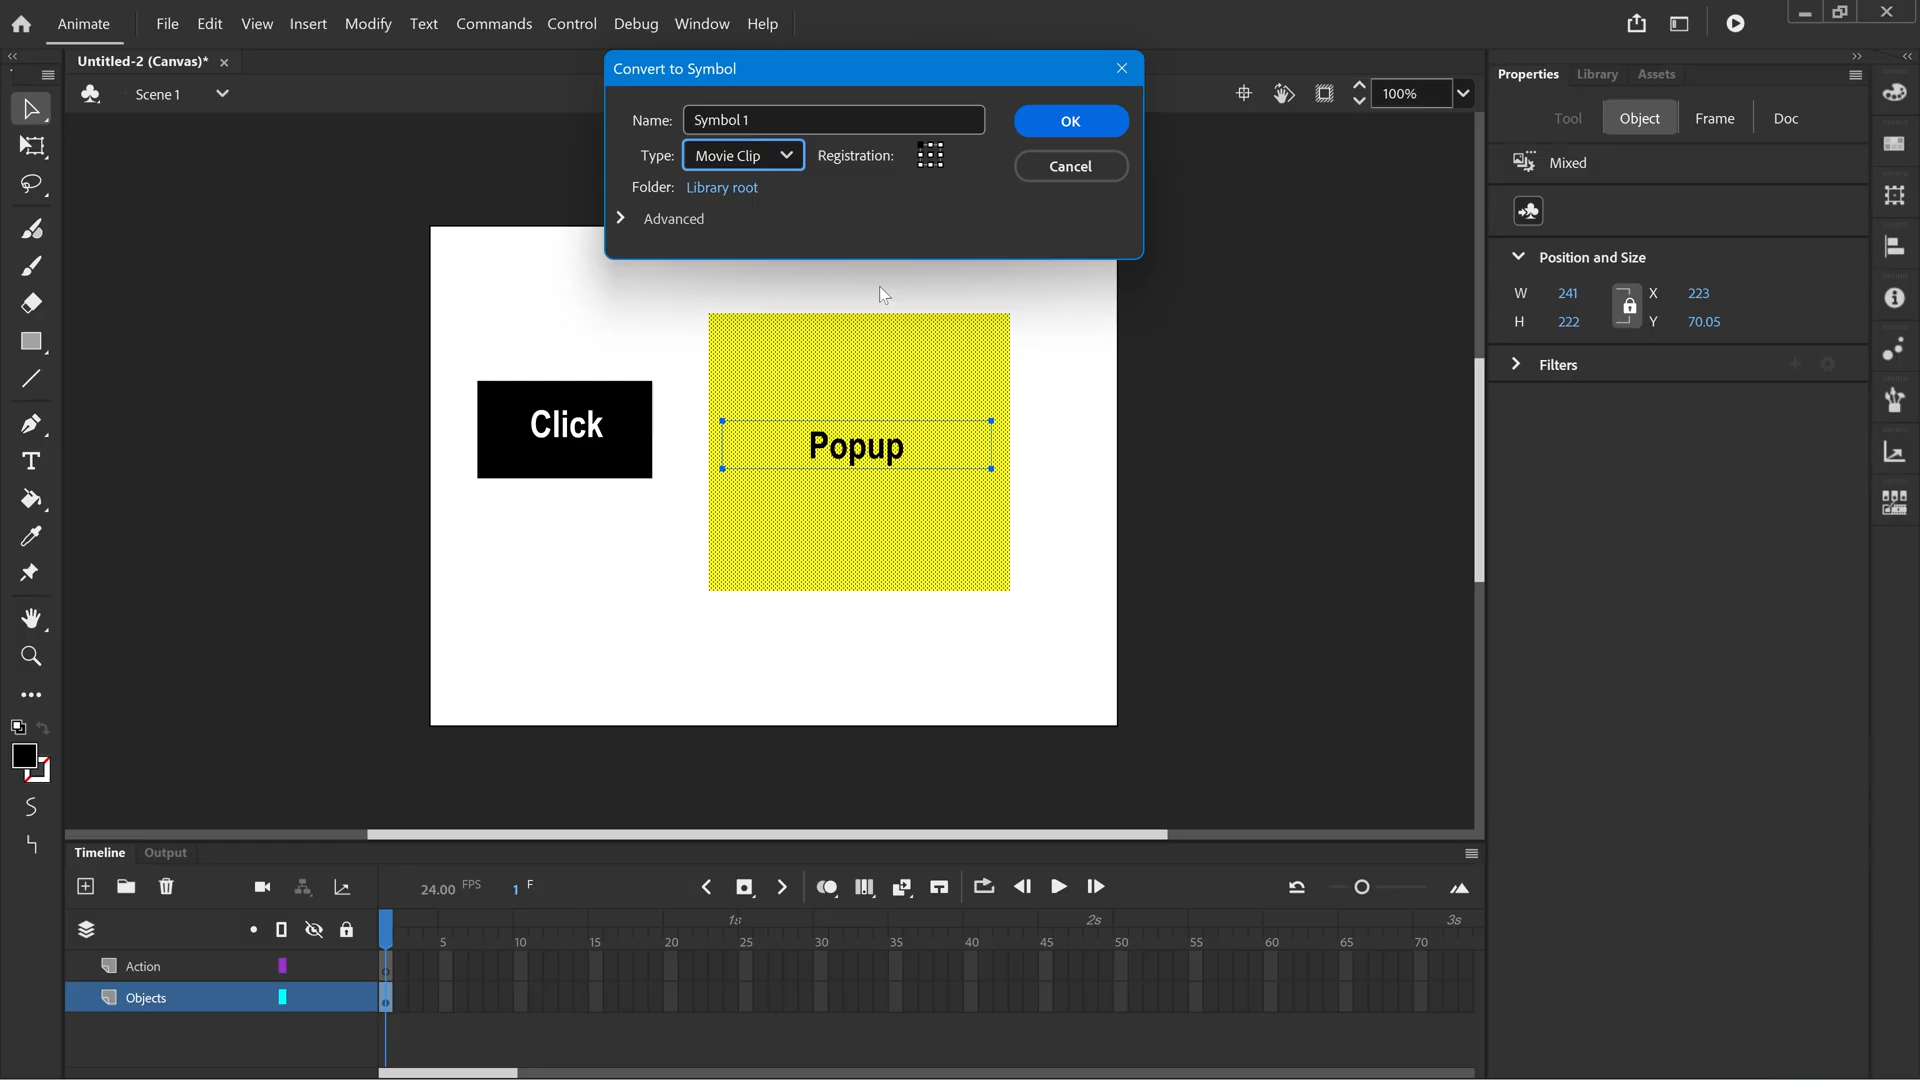 Animate File Edit View Insert Modify Text Commands Control Debug Window Help
Untitled-2 (Canvas)*
Scene 1
100%
Convert to Symbol
Name: Symbol 1 OK
Type: Movie Clip Registration:
Cancel
Folder: Library root
Advanced
Click
Popup
Properties Library Assets
Tool Object Frame Doc
Mixed
Position and Size
W 241 X 223
H 222 Y 70.05
Filters
Timeline Output
24.00 FPS 1 F
1s 2s 3s
5 10 15 20 25 30 35 40 45 50 55 60 65 70
Action
Objects